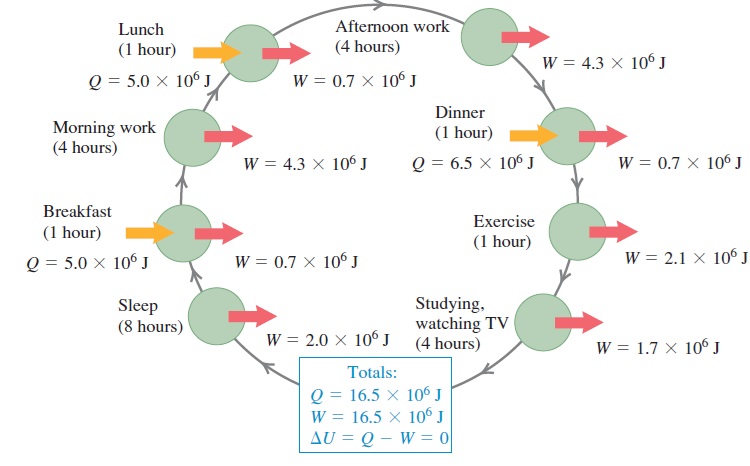 Lunch
(1 hour)
Q = 5.0 × 10⁶ J
W = 0.7 × 10⁶ J
Afternoon work
(4 hours)
W = 4.3 × 10⁶ J
Morning work
(4 hours)
W = 4.3 × 10⁶ J
Dinner
(1 hour)
Q = 6.5 × 10⁶ J
W = 0.7 × 10⁶ J
Breakfast
(1 hour)
Q = 5.0 × 10⁶ J
W = 0.7 × 10⁶ J
Exercise
(1 hour)
W = 2.1 × 10⁶ J
Sleep
(8 hours)
W = 2.0 × 10⁶ J
Studying,
watching TV
(4 hours)
W = 1.7 × 10⁶ J
Totals:
Q = 16.5 × 10⁶ J
W = 16.5 × 10⁶ J
ΔU = Q − W = 0